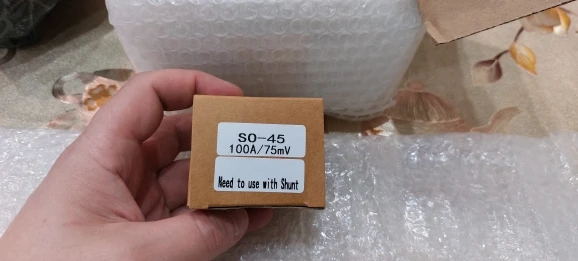 SO-45
100A/75mV
Need to use with Shunt